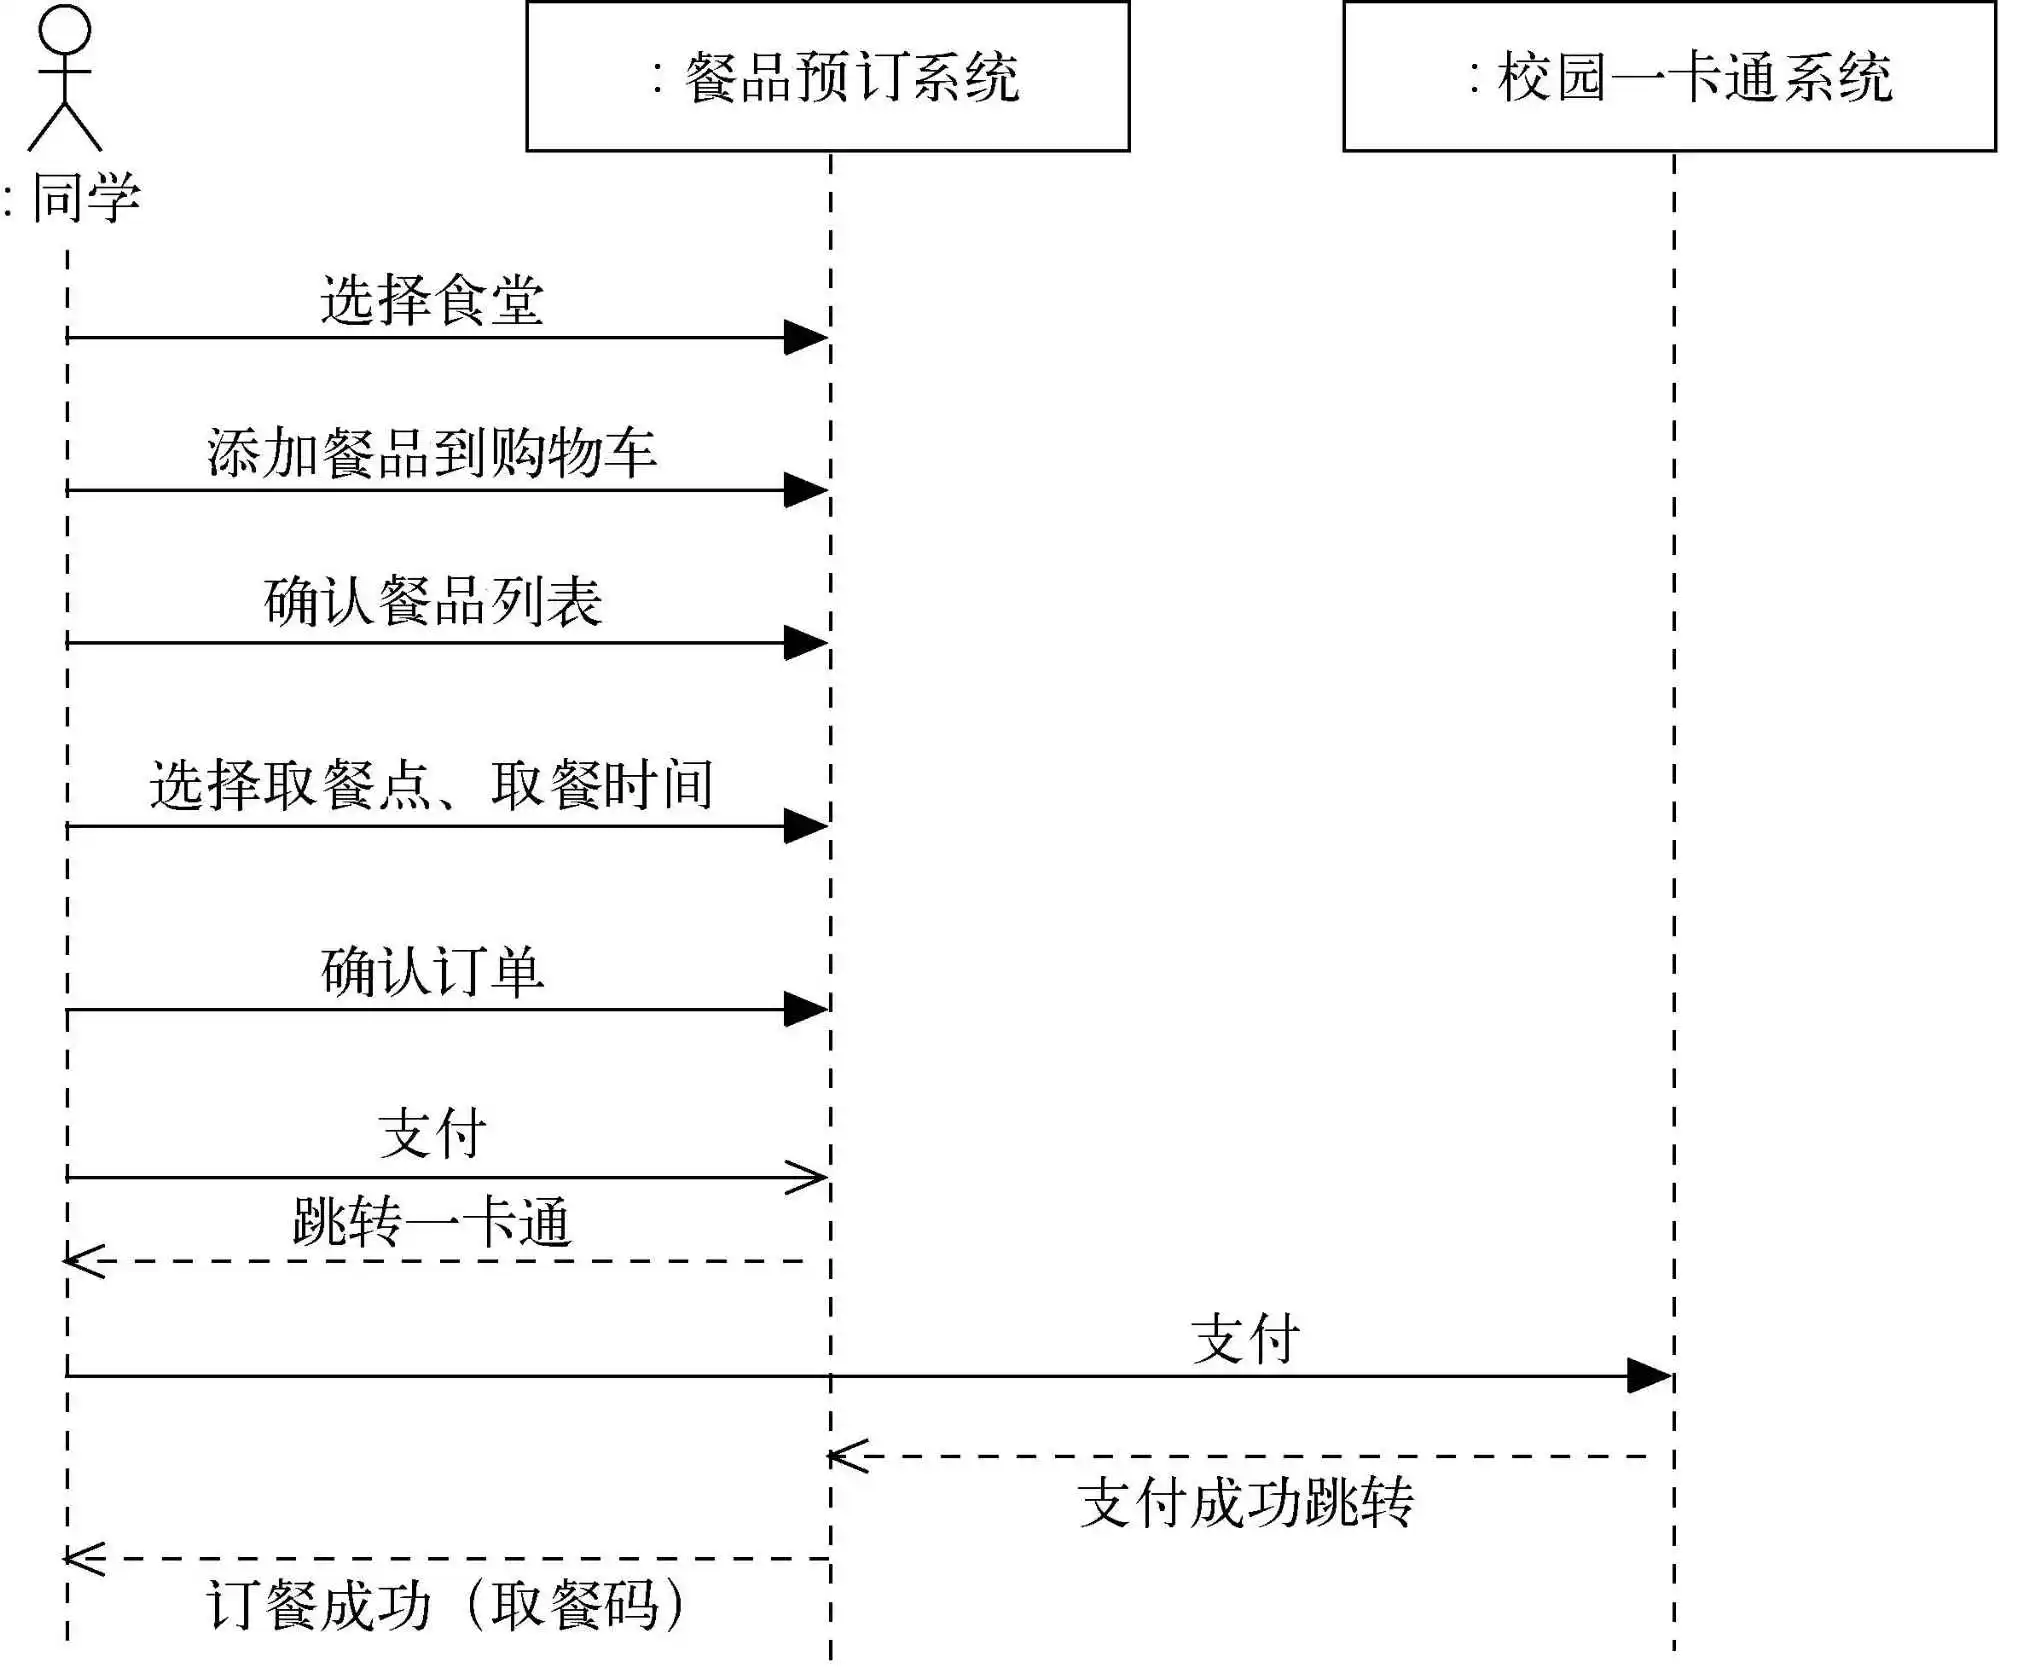 ：餐品预订系统
：校园一卡通系统
：同学
选择食堂
添加餐品到购物车
确认餐品列表
选择取餐点、取餐时间
确认订单
支付
跳转一卡通
支付
支付成功跳转
订餐成功（取餐码）